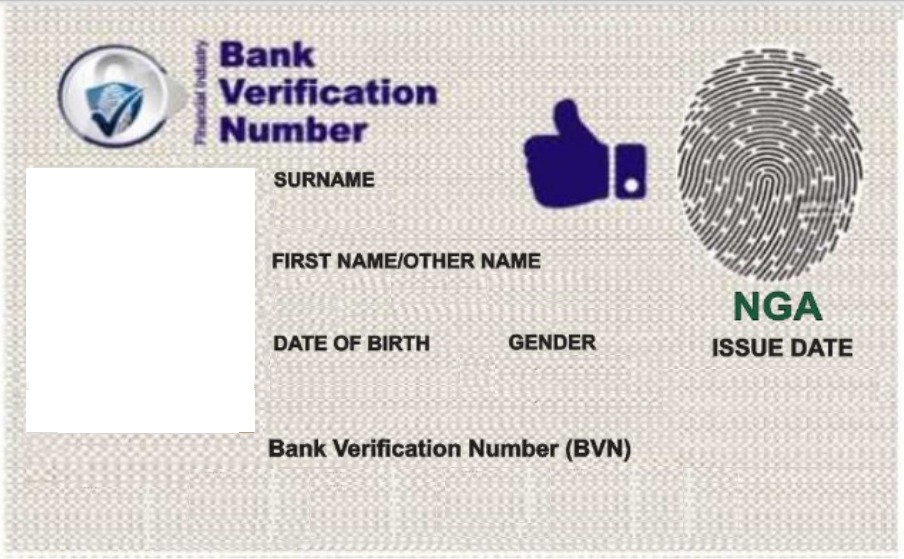 Financial Industry
Bank
Verification
Number
SURNAME
FIRST NAME/OTHER NAME
NGA
DATE OF BIRTH
GENDER
ISSUE DATE
Bank Verification Number (BVN)